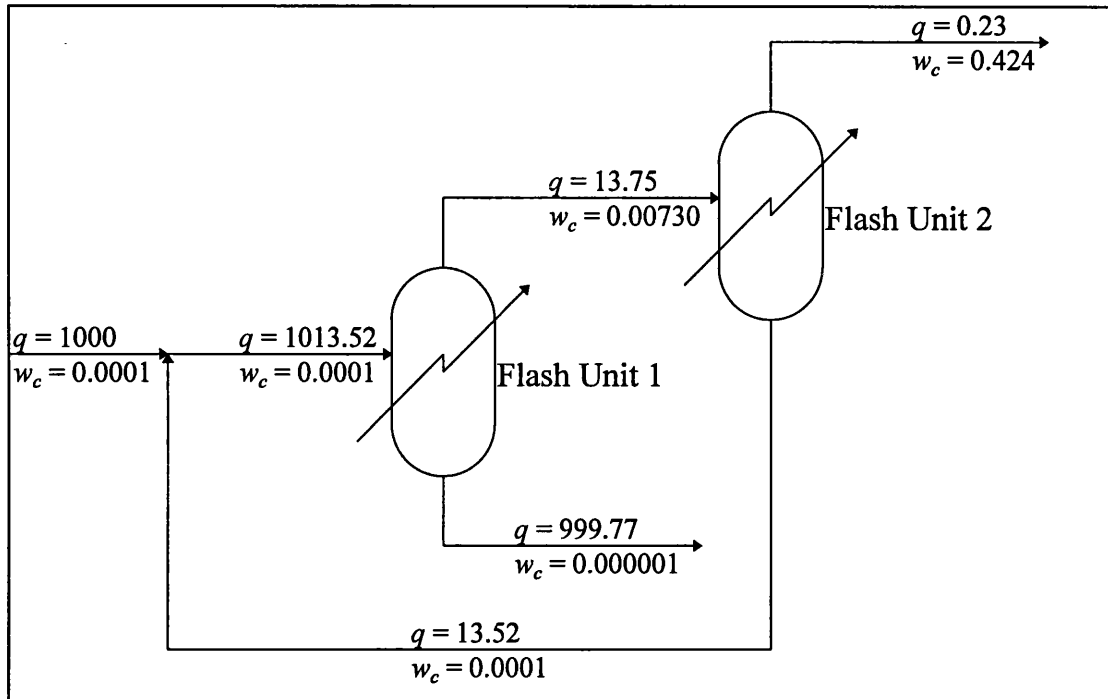 q = 0.23
w_c = 0.424
q = 13.75
w_c = 0.00730
Flash Unit 2
q = 1000
w_c = 0.0001
q = 1013.52
w_c = 0.0001
Flash Unit 1
q = 999.77
w_c = 0.000001
q = 13.52
w_c = 0.0001